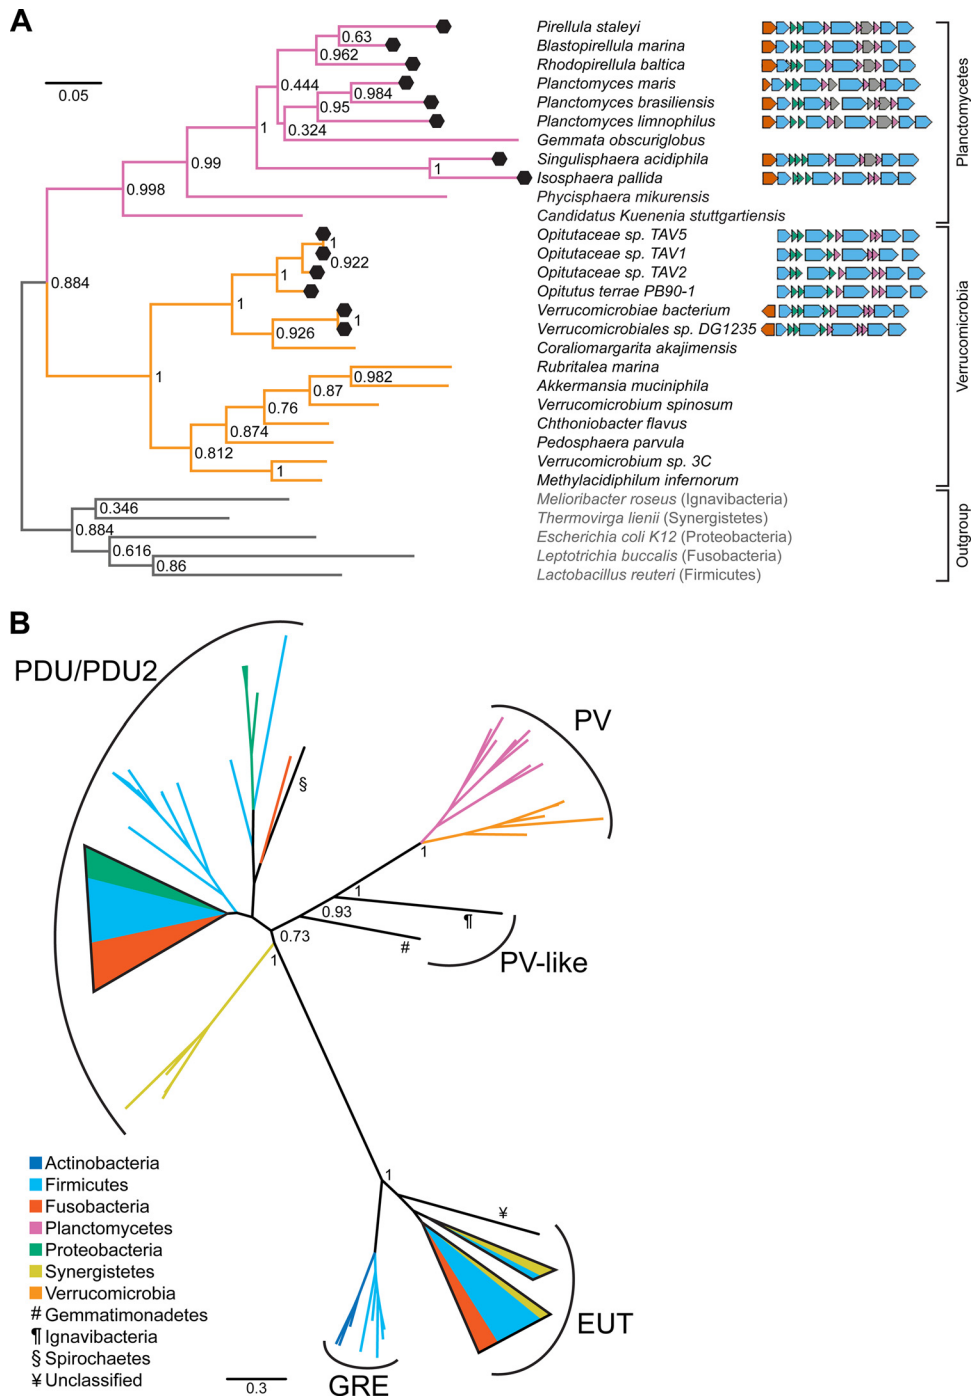 A
0.05
0.63
0.962
0.444
0.984
0.95
0.324
1
0.99
1
0.998
0.884
1
0.922
1
1
1
0.926
1
0.982
0.87
0.76
0.874
0.812
1
0.346
0.884
0.616
0.86
Pirellula staleyi
Blastopirellula marina
Rhodopirellula baltica
Planctomyces maris
Planctomyces brasiliensis
Planctomyces limnophilus
Gemmata obscuriglobus
Singulisphaera acidiphila
Isosphaera pallida
Phycisphaera mikurensis
Candidatus Kuenenia stuttgartiensis
Opitutaceae sp. TAV5
Opitutaceae sp. TAV1
Opitutaceae sp. TAV2
Opitutus terrae PB90-1
Verrucomicrobiae bacterium
Verrucomicrobiales sp. DG1235
Coraliomargarita akajimensis
Rubritalea marina
Akkermansia muciniphila
Verrucomicrobium spinosum
Chthoniobacter flavus
Pedosphaera parvula
Verrucomicrobium sp. 3C
Methylacidiphilum infernorum
Melioribacter roseus (Ignavibacteria)
Thermovirga lienii (Synergistetes)
Escherichia coli K12 (Proteobacteria)
Leptotrichia buccalis (Fusobacteria)
Lactobacillus reuteri (Firmicutes)
Planctomycetes
Verrucomicrobia
Outgroup
B
PDU/PDU2
PV
§
1
1
0.93
¶
#
0.73
1
PV-like
1
¥
EUT
GRE
0.3
Actinobacteria
Firmicutes
Fusobacteria
Planctomycetes
Proteobacteria
Synergistetes
Verrucomicrobia
# Gemmatimonadetes
¶ Ignavibacteria
§ Spirochaetes
¥ Unclassified